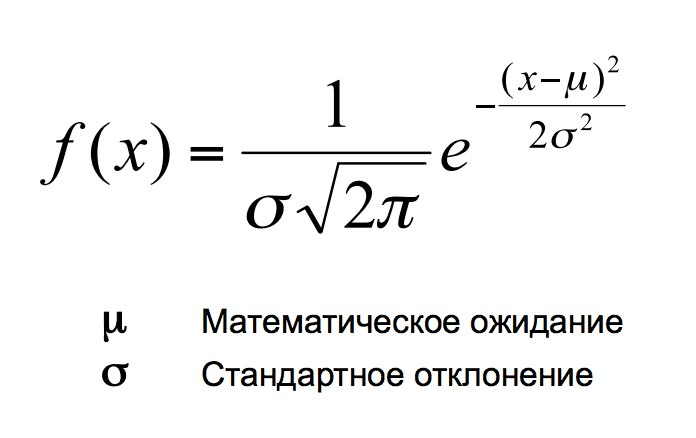 f(x) = 1/(σ√(2π)) e^(-(x-μ)²/(2σ²))
μ Математическое ожидание
σ Стандартное отклонение